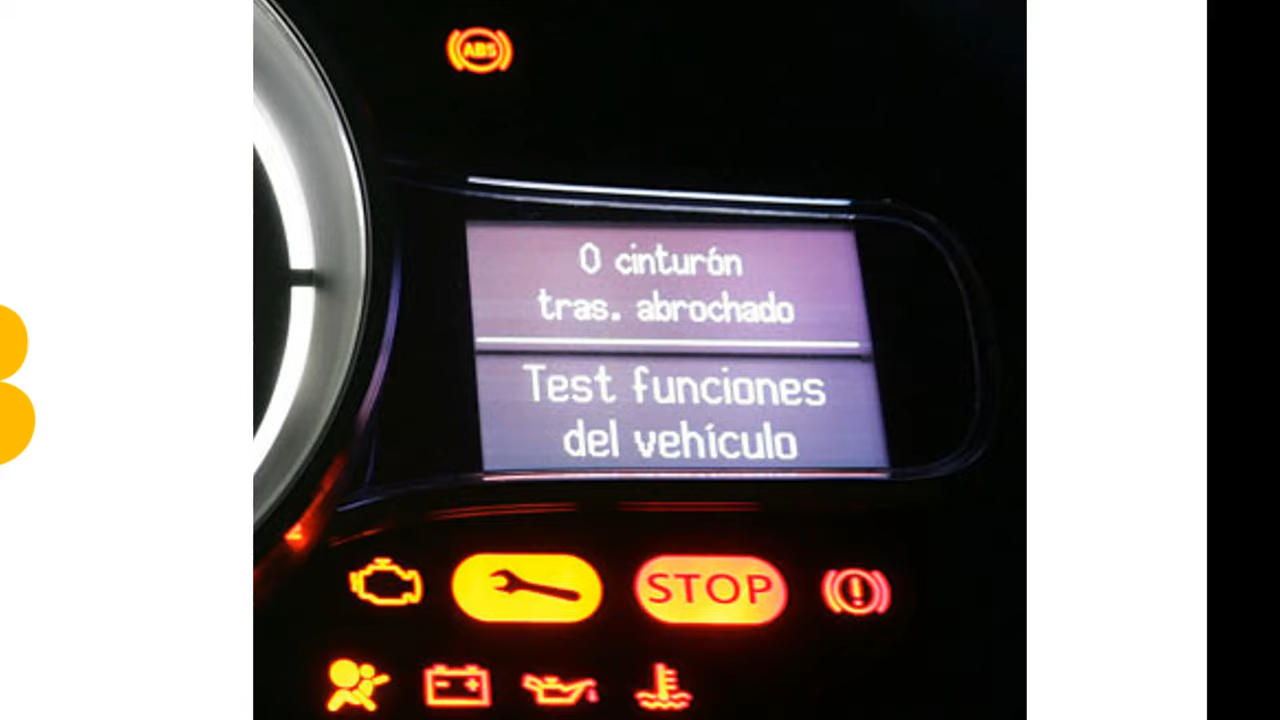 ABS
0 cinturón
tras. abrochado
Test funciones
del vehículo
STOP